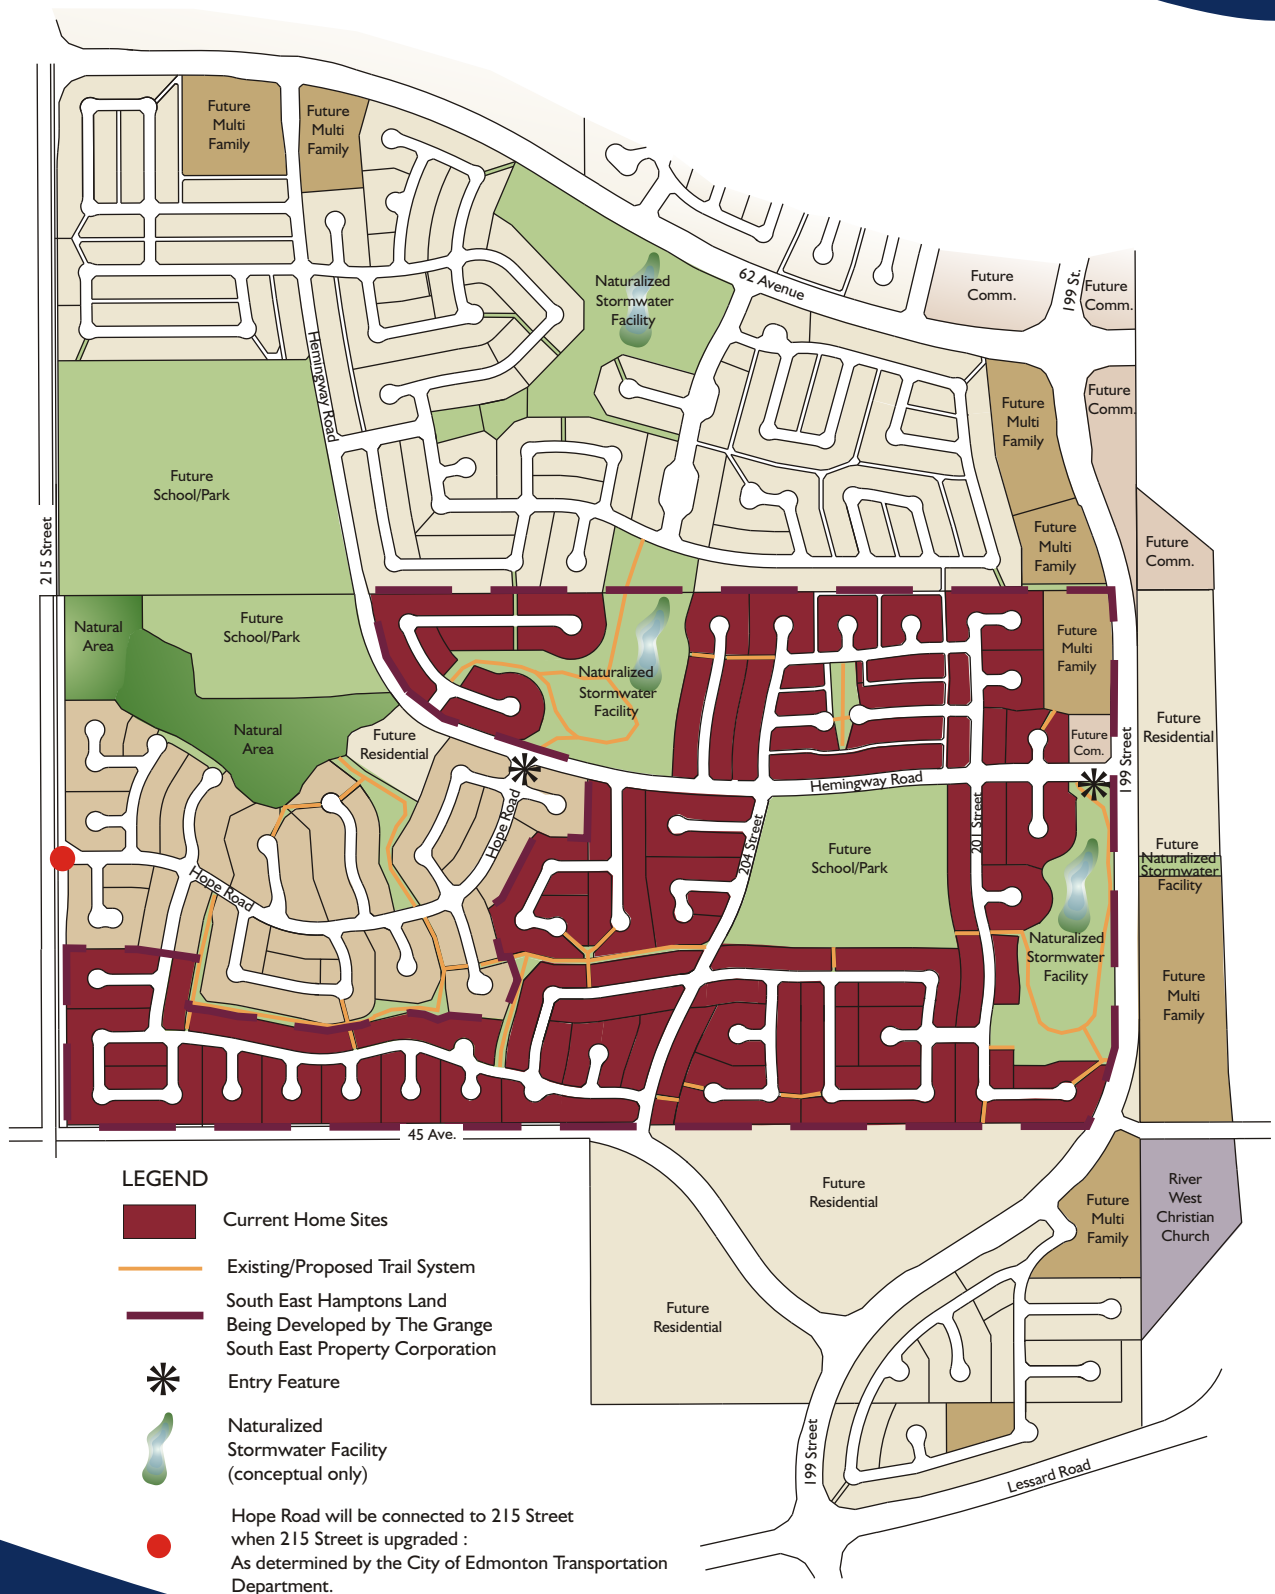 Future
Multi
Family
Future
Multi
Family
Naturalized
Stormwater
Facility
62 Avenue
Future
Comm.
199 St.
Future
Comm.
Hemingway Road
Future
Comm.
Future
Multi
Family
Future
School/Park
215 Street
Future
Multi
Family
Future
Comm.
Natural
Area
Future
School/Park
Future
Multi
Family
Naturalized
Stormwater
Facility
Natural
Area
Future
Residential
Future
Com.
Future
Residential
199 Street
Hemingway Road
Hope Road
204 Street
201 Street
Future
School/Park
Hope Road
Future
Naturalized
Stormwater
Facility
Naturalized
Stormwater
Facility
Future
Multi
Family
45 Ave.
Future
Residential
Future
Multi
Family
River
West
Christian
Church
Future
Residential
199 Street
Lessard Road
LEGEND
Current Home Sites
Existing/Proposed Trail System
South East Hamptons Land
Being Developed by The Grange
South East Property Corporation
Entry Feature
Naturalized
Stormwater Facility
(conceptual only)
Hope Road will be connected to 215 Street
when 215 Street is upgraded :
As determined by the City of Edmonton Transportation
Department.